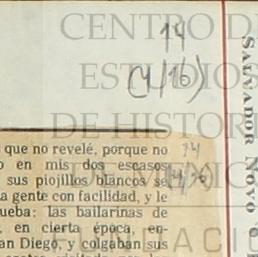 CENTRO DE
ESTUDIOS
DE HISTORIA
DE MÉXICO
14
(4/16)
SALVADOR NOVO
que no revelé, porque no
o en mis dos escasos
sus piojillos blancos se
a gente con facilidad, y le
ueba: las bailarinas de
, en cierta época, en-
an Diego, y colgaban sus